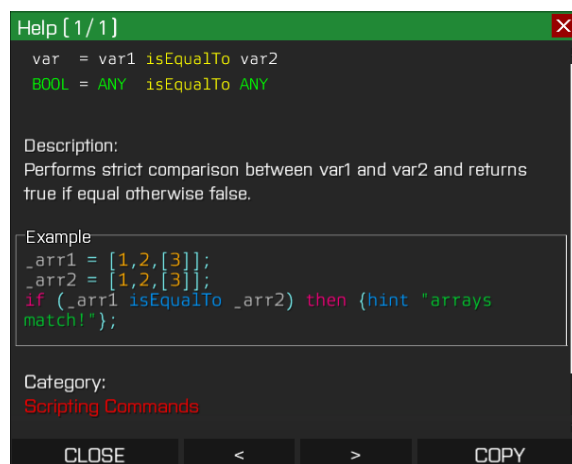 Help [1/1]
var = var1 isEqualTo var2
BOOL = ANY isEqualTo ANY
Description:
Performs strict comparison between var1 and var2 and returns
true if equal otherwise false.
Example
_arr1 = [1,2,[3]];
_arr2 = [1,2,[3]];
if (_arr1 isEqualTo _arr2) then {hint "arrays
match!"};
Category:
Scripting Commands
CLOSE < > COPY